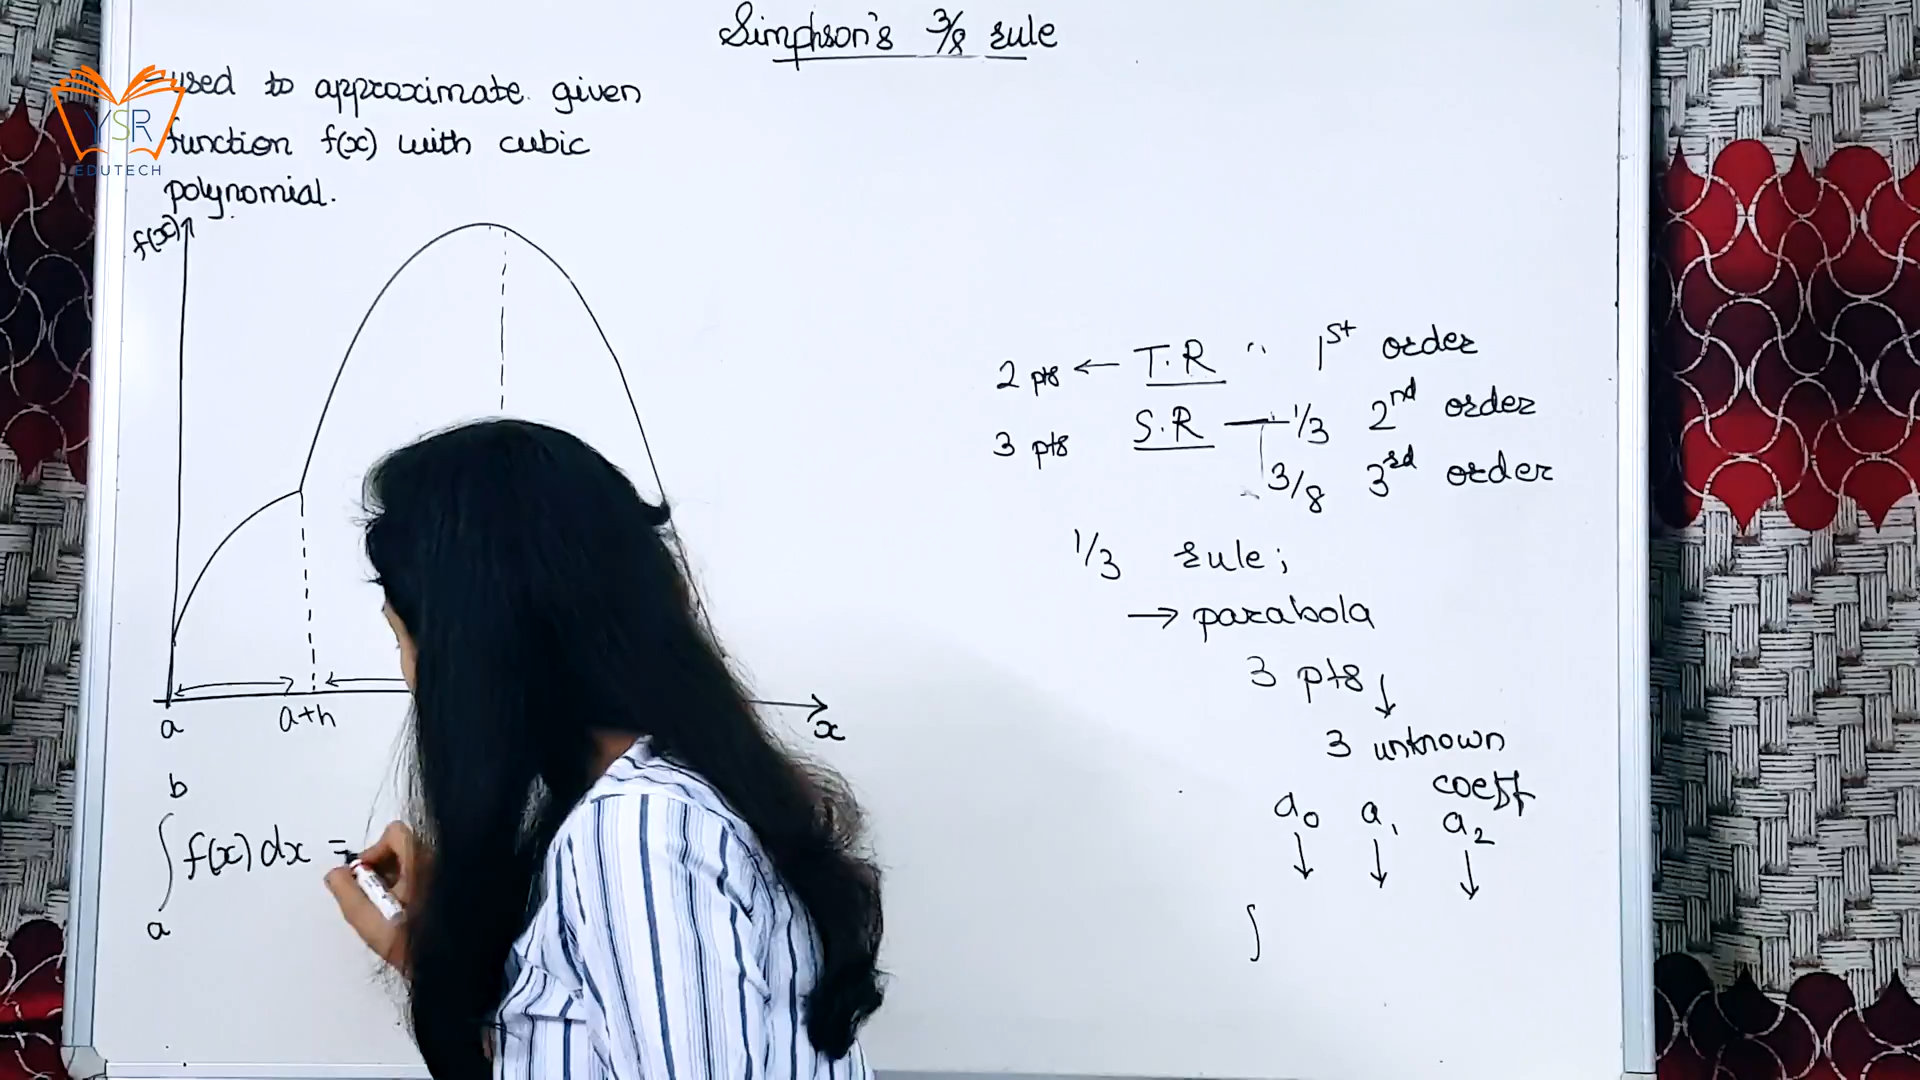 Simphson's 3/8 rule
used to approximate given
function f(x) with cubic
polynomial.
YSR
EDUTECH
f(x)
a
a+h
x
b
∫ f(x) dx =
a
2 pts ← T.R 1st order
3 pts S.R 1/3 2nd order
3/8 3rd order
1/3 rule;
→ parabola
3 pts ↓
3 unknown
coeff
a0 a1 a2
↓ ↓ ↓
∫